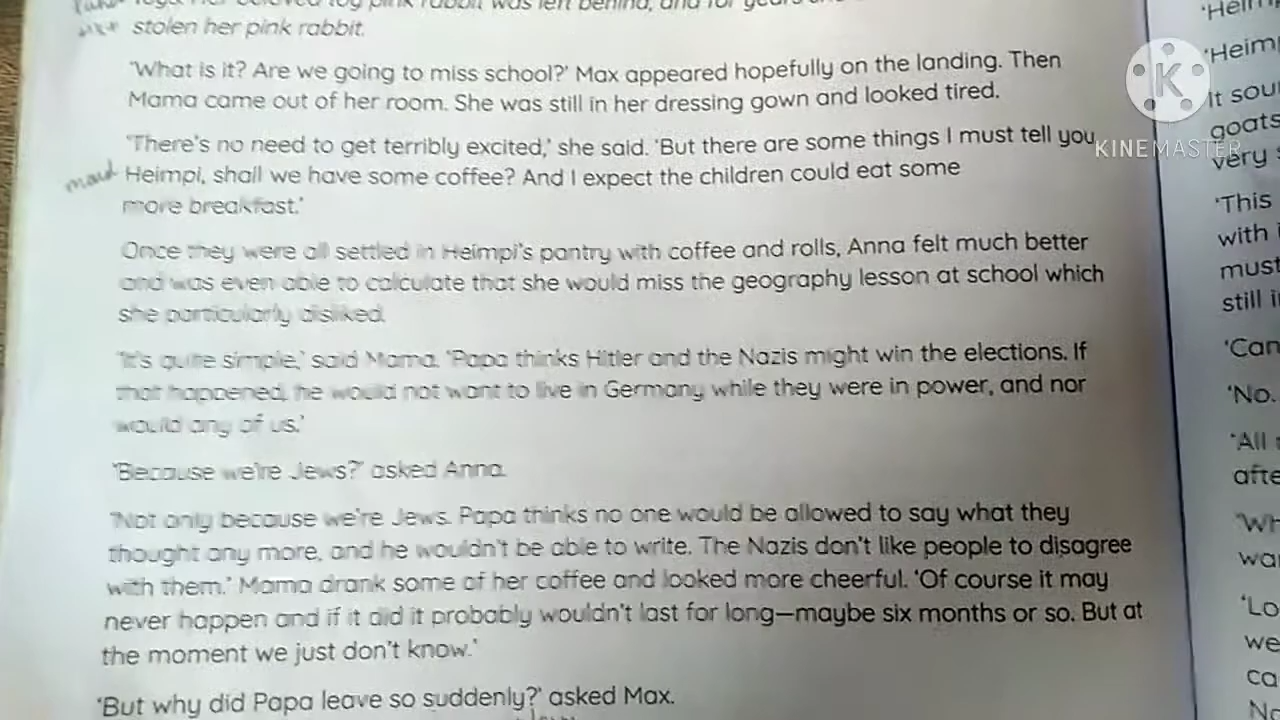 beloved toy pink rabbit was left behind, and for years
stolen her pink rabbit.
'What is it? Are we going to miss school?' Max appeared hopefully on the landing. Then
Mama came out of her room. She was still in her dressing gown and looked tired.
'There's no need to get terribly excited,' she said. 'But there are some things I must tell you.
maid
Heimpi, shall we have some coffee? And I expect the children could eat some
more breakfast.'
Once they were all settled in Heimpi's pantry with coffee and rolls, Anna felt much better
and was even able to calculate that she would miss the geography lesson at school which
she particularly disliked.
'It's quite simple,' said Mama. 'Papa thinks Hitler and the Nazis might win the elections. If
that happened, he would not want to live in Germany while they were in power, and nor
would any of us.'
'Because we're Jews?' asked Anna.
'Not only because we're Jews. Papa thinks no one would be allowed to say what they
thought any more, and he wouldn't be able to write. The Nazis don't like people to disagree
with them.' Mama drank some of her coffee and looked more cheerful. 'Of course it may
never happen and if it did it probably wouldn't last for long—maybe six months or so. But at
the moment we just don't know.'
'But why did Papa leave so suddenly?' asked Max.
K
KINEMASTER
'Heim
It sou
goats
very
'This
with
must
still i
'Can
'No.
'All
afte
'Wh
wa
'Lo
we
ca
No